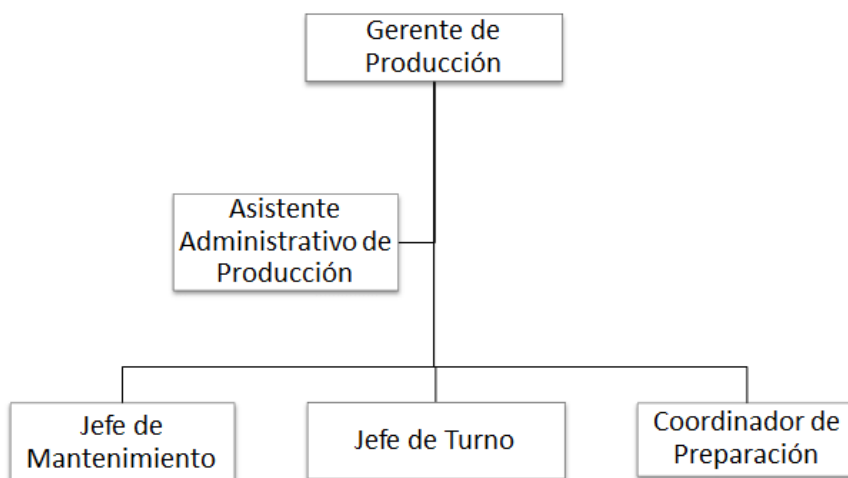 Gerente de
Producción
Asistente
Administrativo de
Producción
Jefe de
Mantenimiento
Jefe de Turno
Coordinador de
Preparación